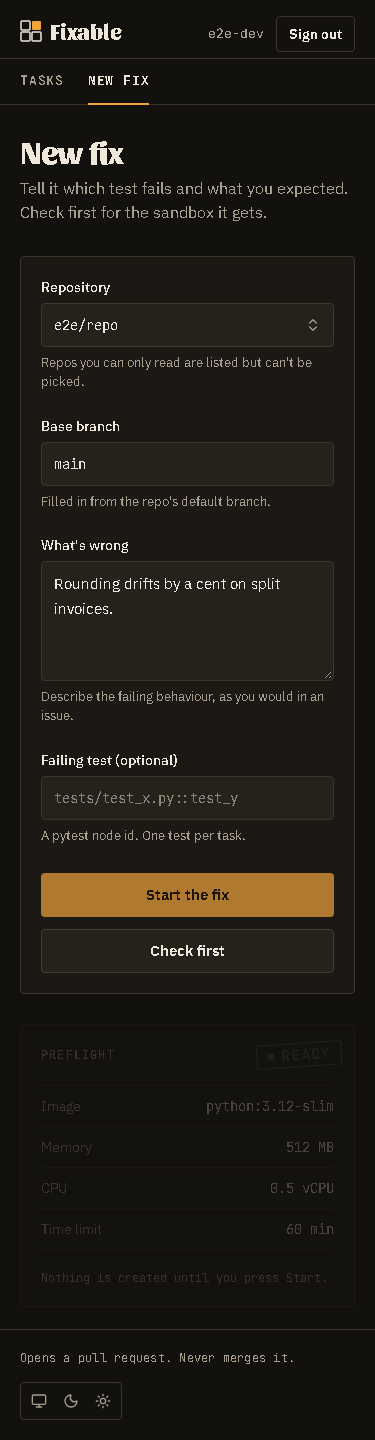 Fixable
e2e-dev
Sign out
TASKS
NEW FIX
New fix
Tell it which test fails and what you expected.
Check first for the sandbox it gets.
Repository
e2e/repo
Repos you can only read are listed but can't be
picked.
Base branch
main
Filled in from the repo's default branch.
What's wrong
Rounding drifts by a cent on split
invoices.
Describe the failing behaviour, as you would in an
issue.
Failing test (optional)
tests/test_x.py::test_y
A pytest node id. One test per task.
Start the fix
Check first
PREFLIGHT
READY
Image
python:3.12-slim
Memory
512 MB
CPU
0.5 vCPU
Time limit
60 min
Nothing is created until you press Start.
Opens a pull request. Never merges it.